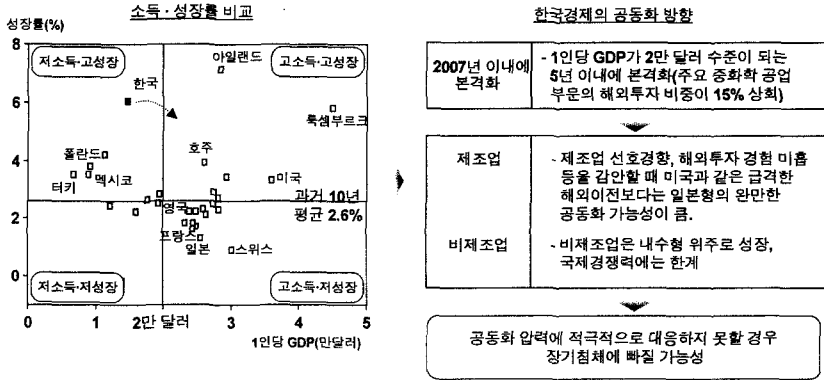 소득·성장률 비교
성장률(%)
8
6
4
2
0
저소득·고성장
고소득·고성장
저소득·저성장
고소득·저성장
아일랜드
한국
룩셈부르크
호주
폴란드
멕시코
터키
미국
과거 10년
평균 2.6%
영국
프랑스
일본
스위스
0
1
2만 달러
3
4
5
1인당 GDP(만달러)
한국경제의 공동화 방향
2007년 이내에
본격화
- 1인당 GDP가 2만 달러 수준이 되는
5년 이내에 본격화(주요 중화학 공업
부문의 해외투자 비중이 15% 상회)
제조업
- 제조업 선호경향, 해외투자 경험 미흡
등을 감안할 때 미국과 같은 급격한
해외이전보다는 일본형의 완만한
공동화 가능성이 큼.
비제조업
- 비제조업은 내수형 위주로 성장,
국제경쟁력에는 한계
공동화 압력에 적극적으로 대응하지 못할 경우
장기침체에 빠질 가능성